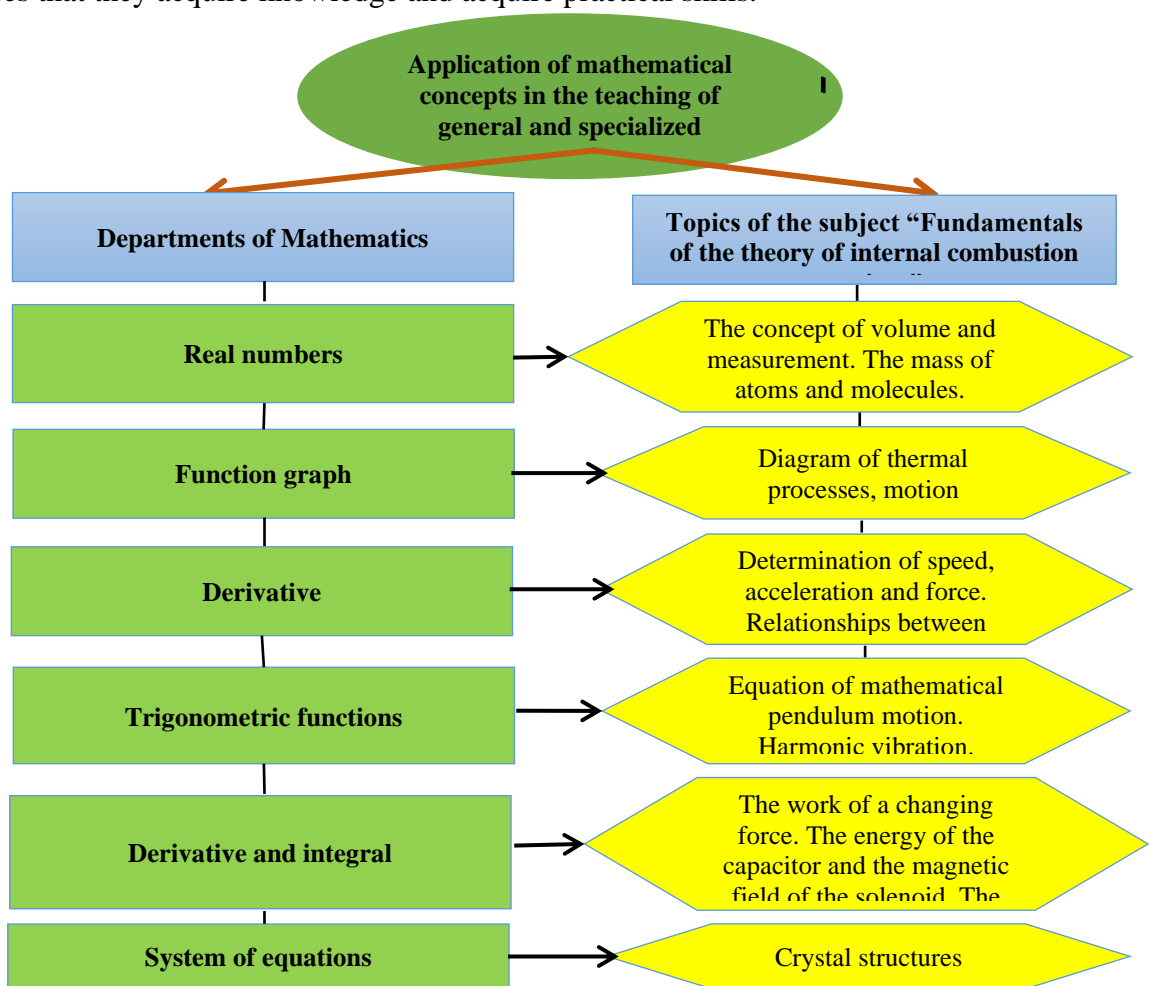 that they acquire knowledge and acquire practical skills.
Application of mathematical
concepts in the teaching of
general and specialized
Departments of Mathematics
Topics of the subject “Fundamentals
of the theory of internal combustion
Real numbers
The concept of volume and
measurement. The mass of
atoms and molecules.
Function graph
Diagram of thermal
processes, motion
Derivative
Determination of speed,
acceleration and force.
Relationships between
Trigonometric functions
Equation of mathematical
pendulum motion.
Harmonic vibration.
Derivative and integral
The work of a changing
force. The energy of the
capacitor and the magnetic
field of the solenoid. The
System of equations
Crystal structures